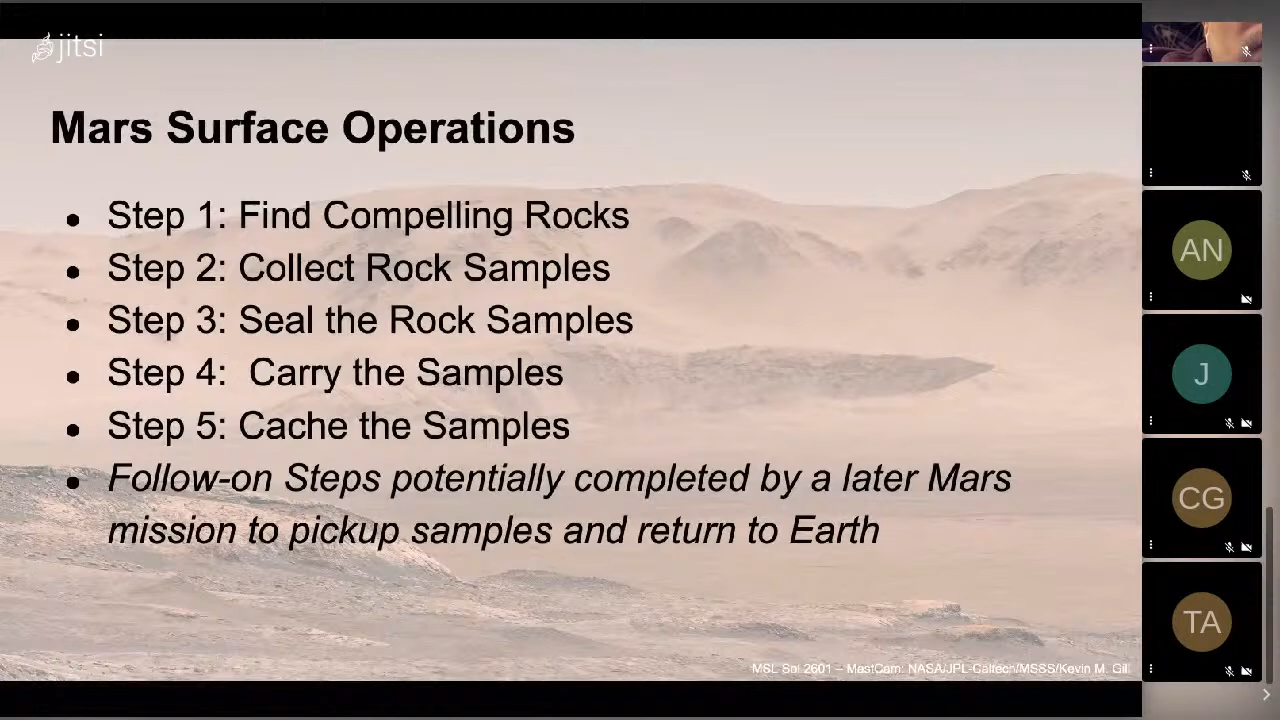 jitsi
Mars Surface Operations
Step 1: Find Compelling Rocks
Step 2: Collect Rock Samples
Step 3: Seal the Rock Samples
Step 4: Carry the Samples
Step 5: Cache the Samples
Follow-on Steps potentially completed by a later Mars
mission to pickup samples and return to Earth
MSL Sol 2601 – MastCam: NASA/JPL-Caltech/MSSS/Kevin M. Gill
AN
J
CG
TA